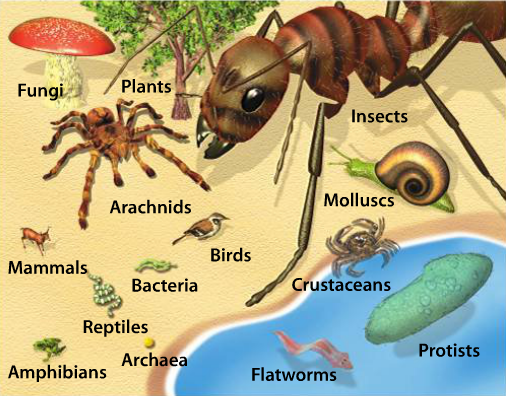 Fungi
Plants
Insects
Arachnids
Molluscs
Birds
Mammals
Bacteria
Crustaceans
Reptiles
Protists
Amphibians
Archaea
Flatworms